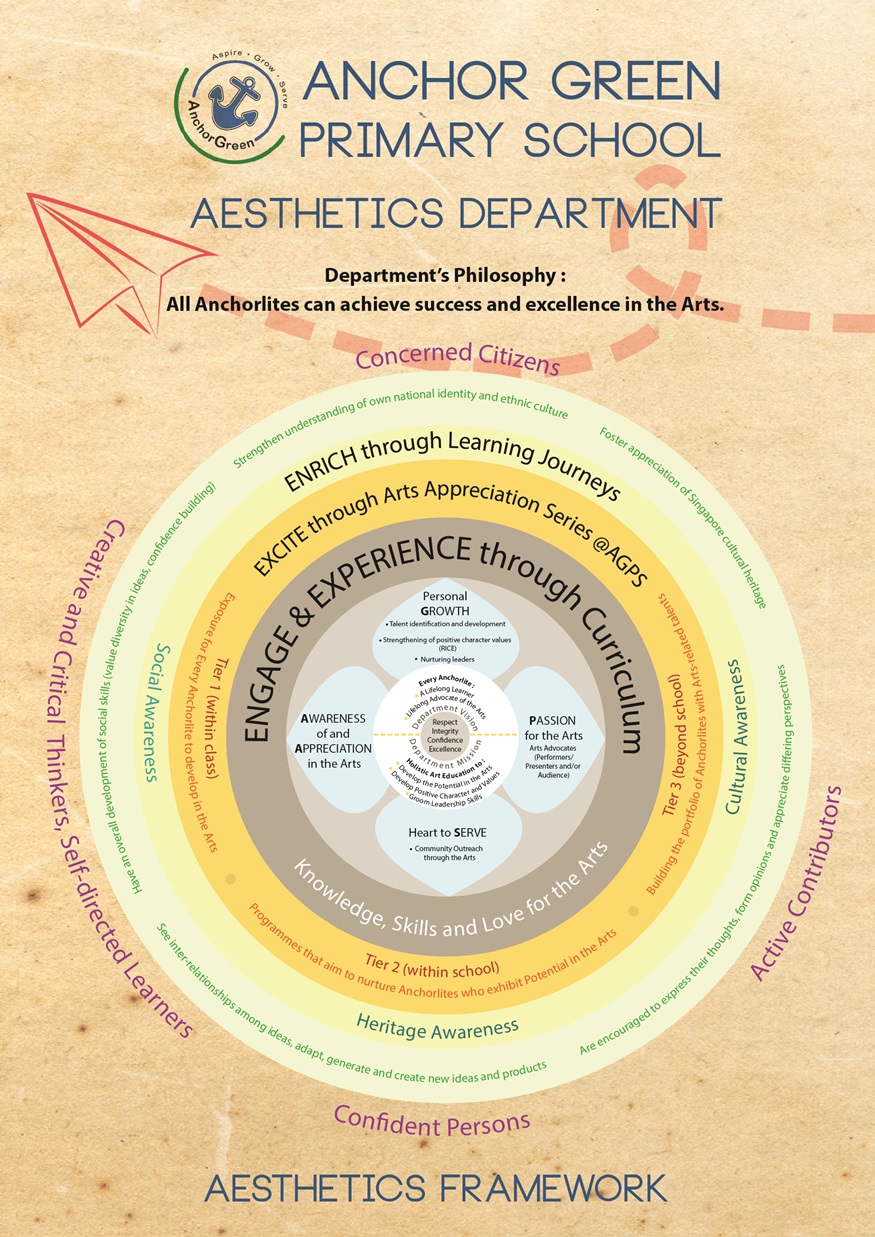 Aspire • Grow • Serve
AnchorGreen
ANCHOR GREEN
PRIMARY SCHOOL
AESTHETICS DEPARTMENT
Department's Philosophy :
All Anchorlites can achieve success and excellence in the Arts.
Concerned Citizens
Strengthen understanding of own national identity and ethnic culture
Foster appreciation of Singapore cultural heritage
ENRICH through Learning Journeys
EXCITE through Arts Appreciation Series @AGPS
ENGAGE & EXPERIENCE through Curriculum
Creative and Critical Thinkers, Self-directed Learners
Have an overall development of social skills (value diversity in ideas, confidence building)
Social Awareness
Tier 1 (within class)
Exposure for Every Anchorlite to develop in the Arts
Personal
GROWTH
• Talent identification and development
• Strengthening of positive character values
(RICE)
• Nurturing leaders
AWARENESS
of and
APPRECIATION
in the Arts
Every Anchorlite :
A Lifelong Learner
Lifelong Advocate of the Arts
Department Vision
Respect
Integrity
Confidence
Excellence
Department Mission
Holistic Art Education to :
Develop the Potential in the Arts
Develop Positive Character and Values
Groom Leadership Skills
PASSION
for the Arts
Arts Advocates
(Performers/
Presenters and/or
Audience)
Heart to SERVE
• Community Outreach
through the Arts
Knowledge, Skills and Love for the Arts
Tier 3 (beyond school)
Building the portfolio of Anchorlites with Arts-related talents
Cultural Awareness
Are encouraged to express their thoughts, form opinions and appreciate differing perspectives
Active Contributors
Tier 2 (within school)
Programmes that aim to nurture Anchorlites who exhibit Potential in the Arts
Heritage Awareness
See inter-relationships among ideas, adapt, generate and create new ideas and products
Confident Persons
AESTHETICS FRAMEWORK